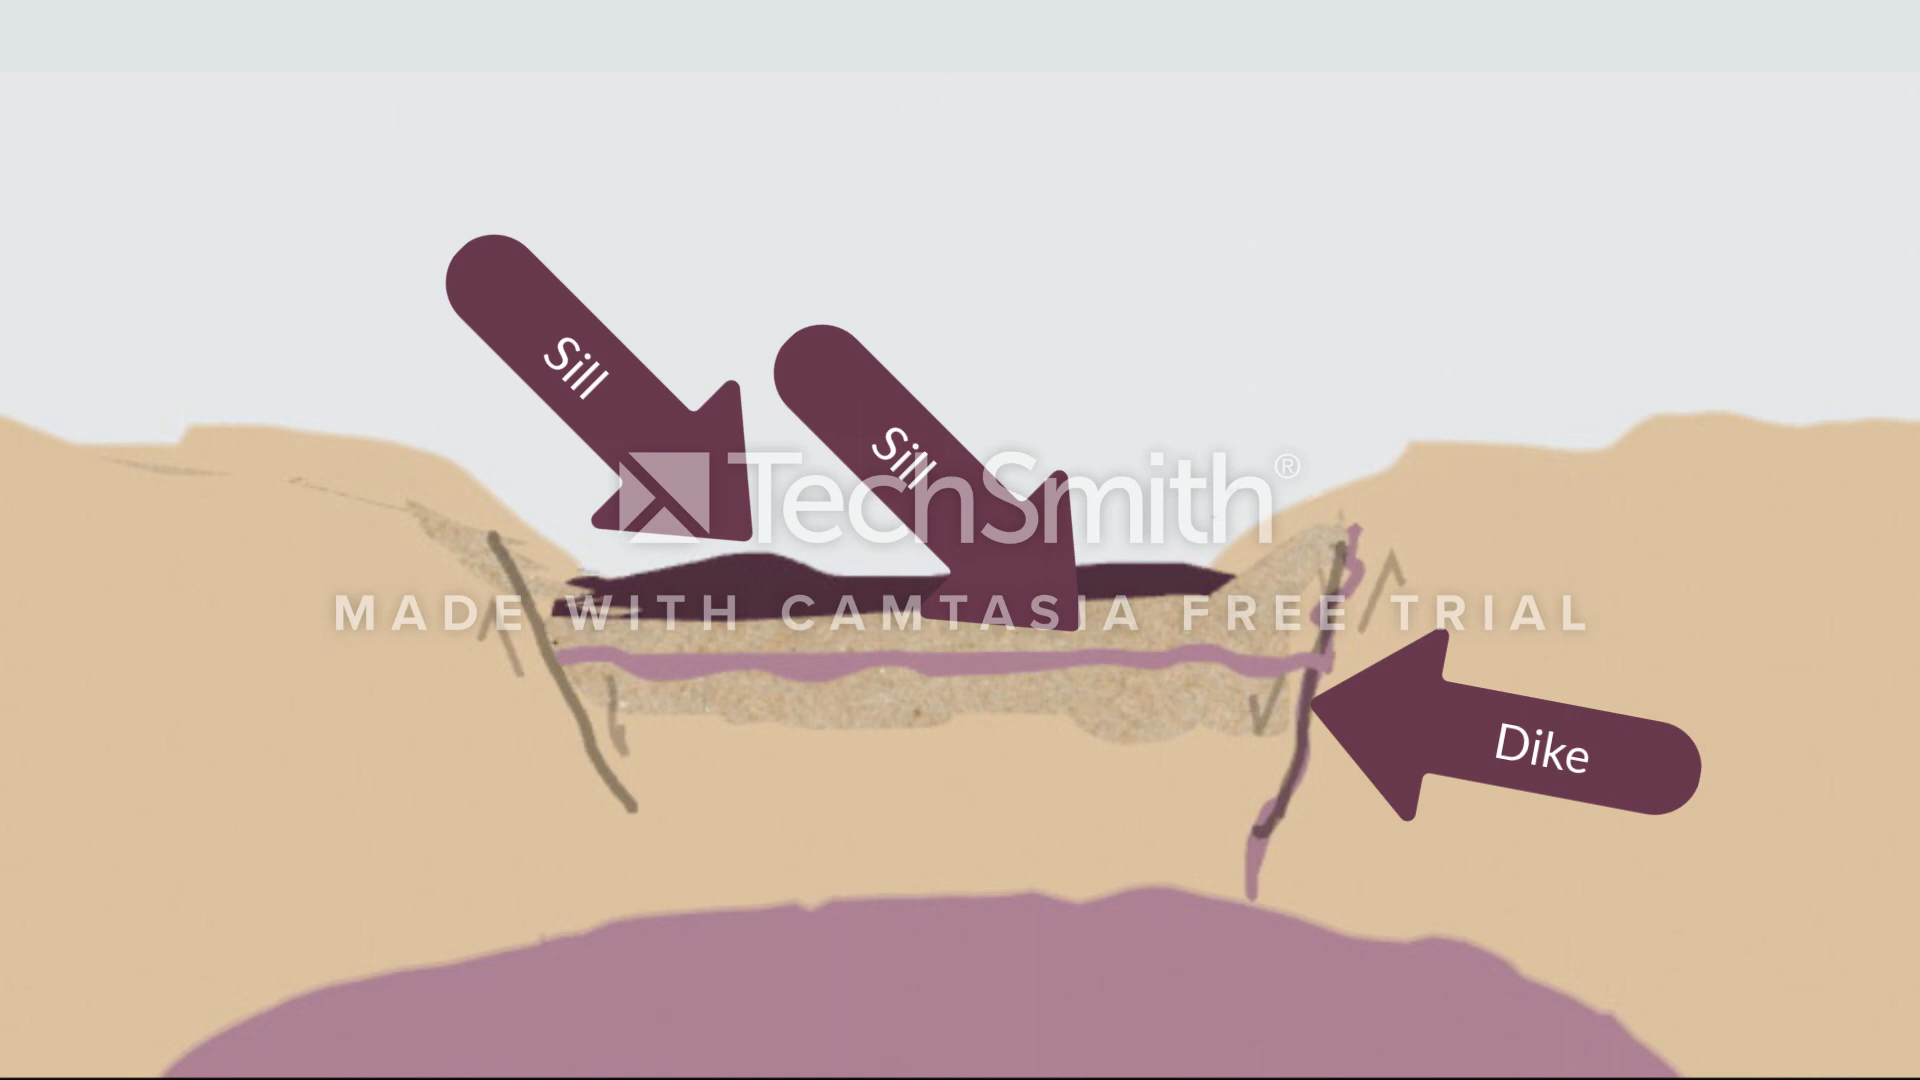 Sill
Sill
TechSmith®
MADE WITH CAMTASIA FREE TRIAL
Dike